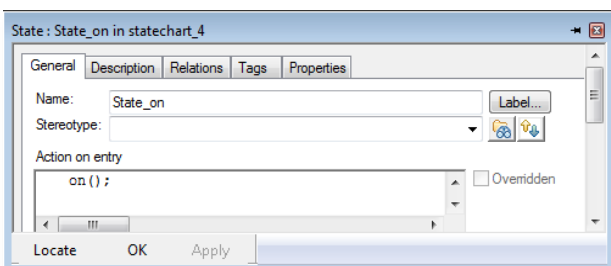 State : State_on in statechart_4
General Description Relations Tags Properties
Name: State_on Label...
Stereotype:
Action on entry
on(); Overridden
Locate OK Apply